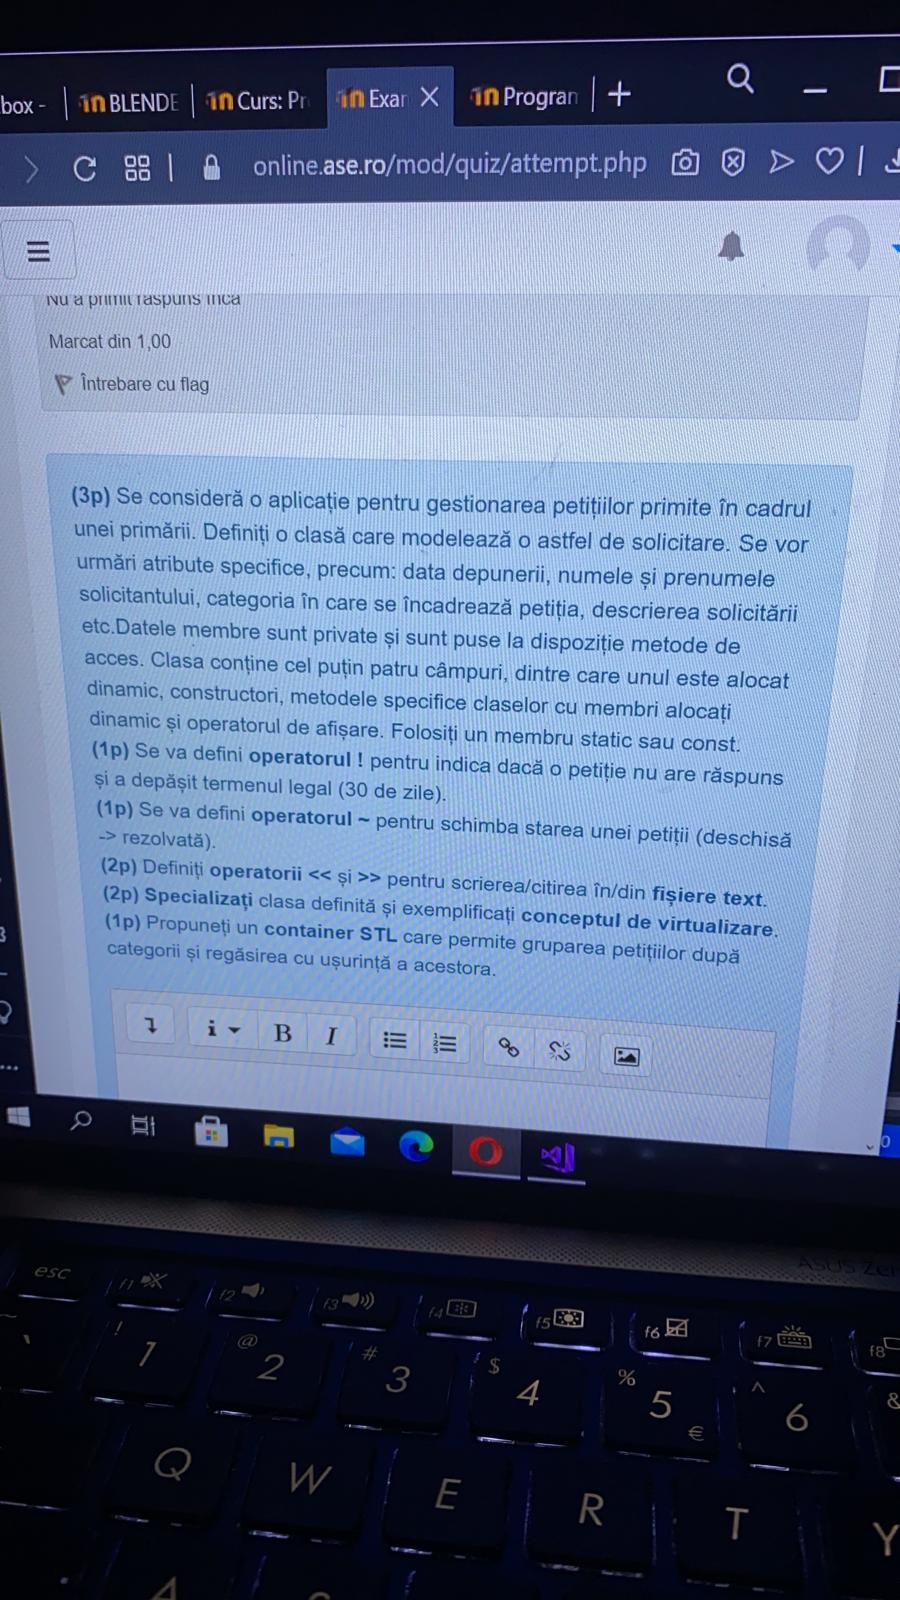 box -
BLENDE
Curs: Pr
Exar
Progran
online.ase.ro/mod/quiz/attempt.php
Nu a primit răspuns încă
Marcat din 1,00
Întrebare cu flag
(3p) Se consideră o aplicație pentru gestionarea petițiilor primite în cadrul
unei primării. Definiți o clasă care modelează o astfel de solicitare. Se vor
urmări atribute specifice, precum: data depunerii, numele și prenumele
solicitantului, categoria în care se încadrează petiția, descrierea solicitării
etc.Datele membre sunt private și sunt puse la dispoziție metode de
acces. Clasa conține cel puțin patru câmpuri, dintre care unul este alocat
dinamic, constructori, metodele specifice claselor cu membri alocați
dinamic și operatorul de afișare. Folosiți un membru static sau const.
(1p) Se va defini operatorul ! pentru indica dacă o petiție nu are răspuns
și a depășit termenul legal (30 de zile).
(1p) Se va defini operatorul ~ pentru schimba starea unei petiții (deschisă
-> rezolvată).
(2p) Definiți operatorii << și >> pentru scrierea/citirea în/din fișiere text.
(2p) Specializați clasa definită și exemplificați conceptul de virtualizare.
(1p) Propuneți un container STL care permite gruparea petițiilor după
categorii și regăsirea cu ușurință a acestora.
i B I
ASUS Ze
esc f1 f2 f3 f4 f5 f6 f7 f8
! @ # $ % ^ &
1 2 3 4 5 € 6
Q W E R T Y